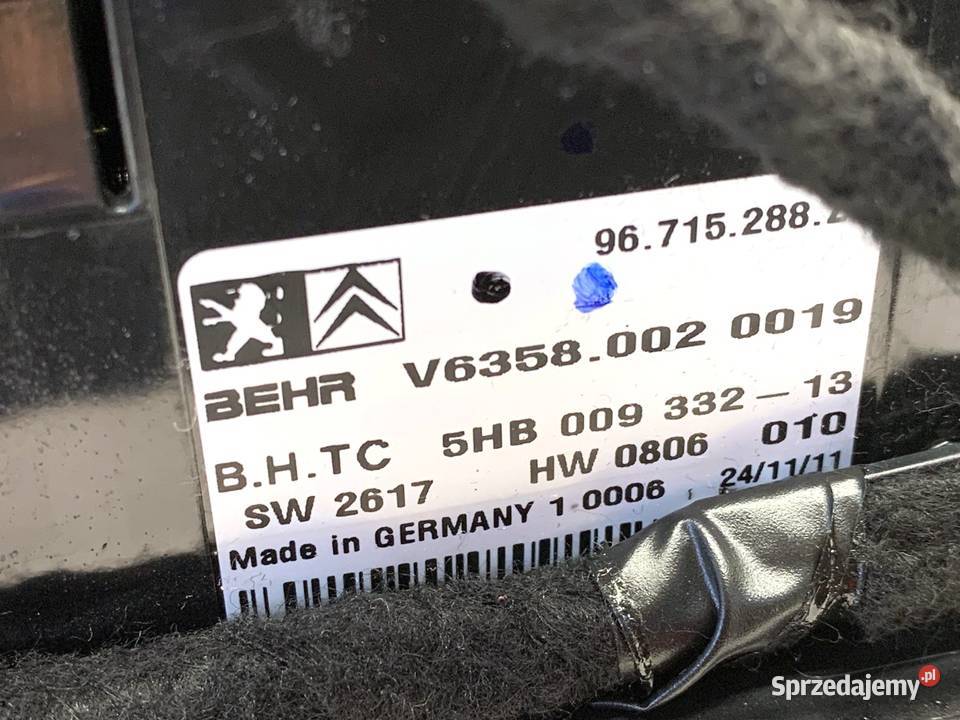 96.715.288.
BEHR V6358.002 0019
B.H.TC 5HB 009 332-13
SW 2617 HW 0806 010
Made in GERMANY 1 0006 24/11/11
Sprzedajemy.pl